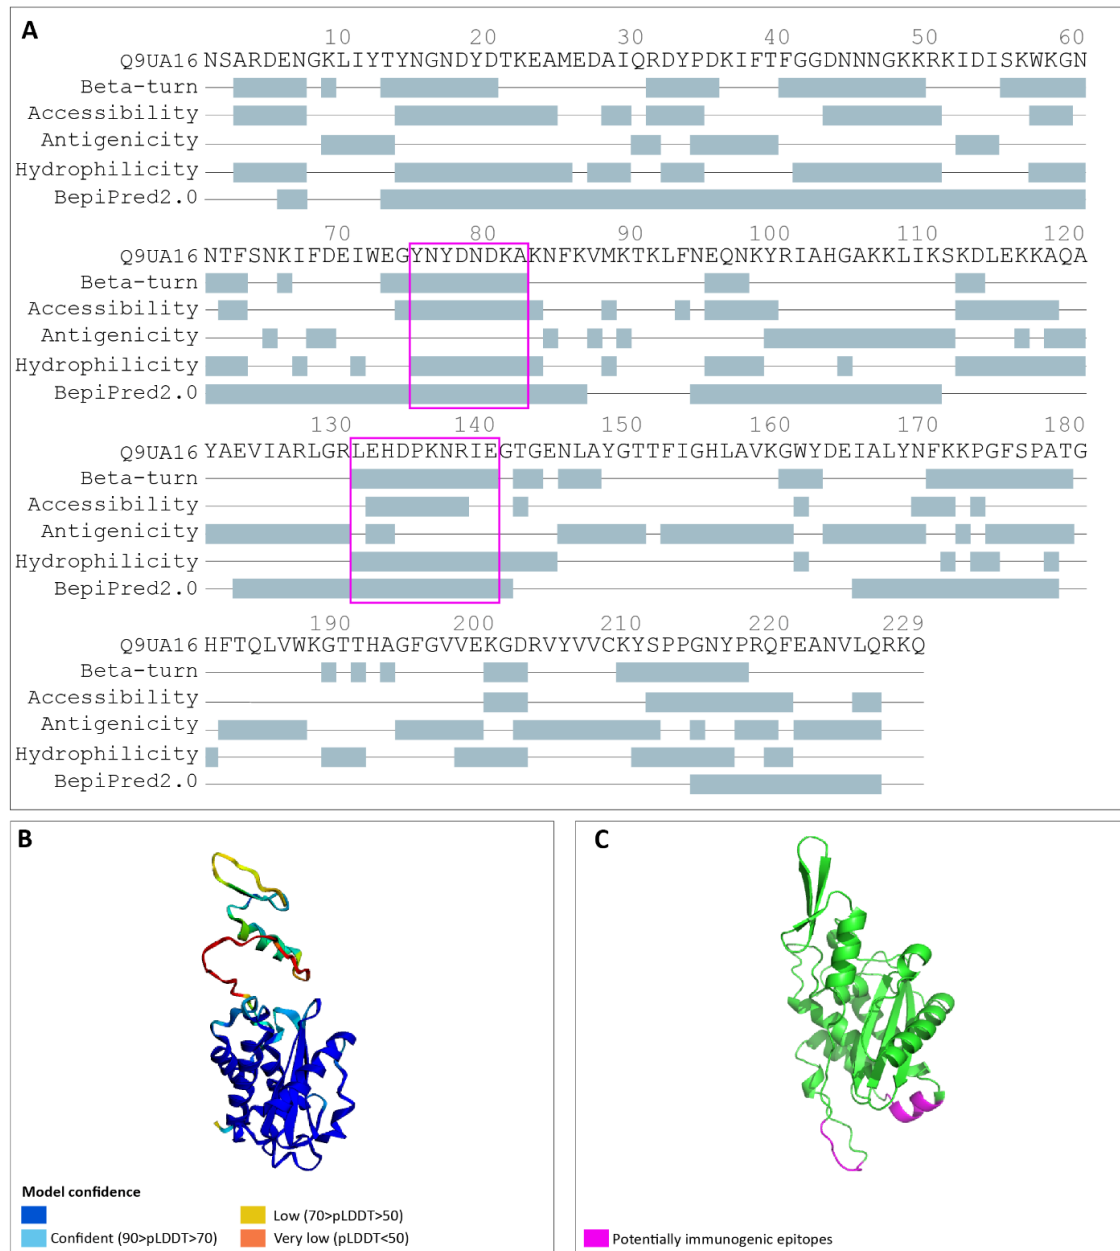 A
10 20 30 40 50 60
Q9UA16 NSARDENGKLIYTYNGNDYDTKEAMEDAIQRDYPDKIFTFGGDNNNGKKRKIDISKWKGN
Beta-turn
Accessibility
Antigenicity
Hydrophilicity
BepiPred2.0
70 80 90 100 110 121
Q9UA16 NTFSNKIFDEIWEGYNYDNDKAKNFKVMKTKLFNEQNKYRIAHGAKKLIKSKDLEKKAQA
Beta-turn
Accessibility
Antigenicity
Hydrophilicity
BepiPred2.0
130 140 150 160 170 181
Q9UA16 YAEVIARLGRLEHDPKNRIEGTGENLAYGTTFIGHLAVKGWYDEIALYNFKKPGFSPATG
Beta-turn
Accessibility
Antigenicity
Hydrophilicity
BepiPred2.0
190 200 210 220 229
Q9UA16 HFTQLVWKGTTHAGFGVVEKGDRVYVVCKYSPPGNYPRQFEANVLQRKQ
Beta-turn
Accessibility
Antigenicity
Hydrophilicity
BepiPred2.0
B
Model confidence
Low (70>pLDDT>50)
Confident (90>pLDDT>70)
Very low (pLDDT<50)
C
Potentially immunogenic epitopes